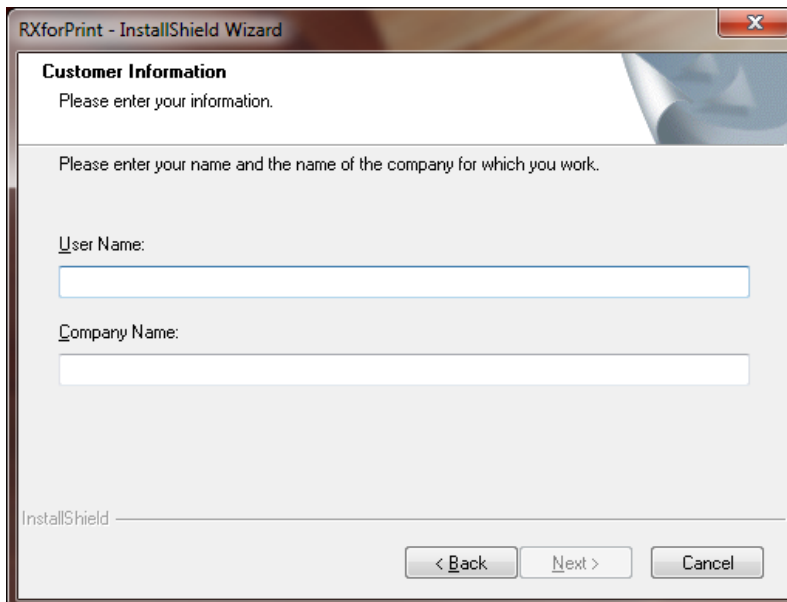 RXforPrint - InstallShield Wizard
Customer Information
Please enter your information.
Please enter your name and the name of the company for which you work.
User Name:
Company Name:
InstallShield
< Back Next > Cancel